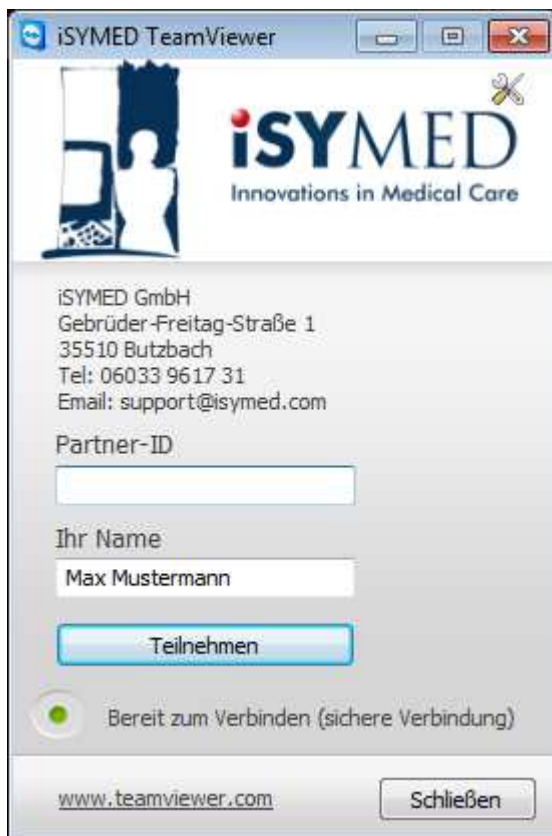 iSYMED TeamViewer
iSYMED
Innovations in Medical Care
iSYMED GmbH
Gebrüder-Freitag-Straße 1
35510 Butzbach
Tel: 06033 9617 31
Email: support@isymed.com
Partner-ID
Ihr Name
Max Mustermann
Teilnehmen
Bereit zum Verbinden (sichere Verbindung)
www.teamviewer.com
Schließen